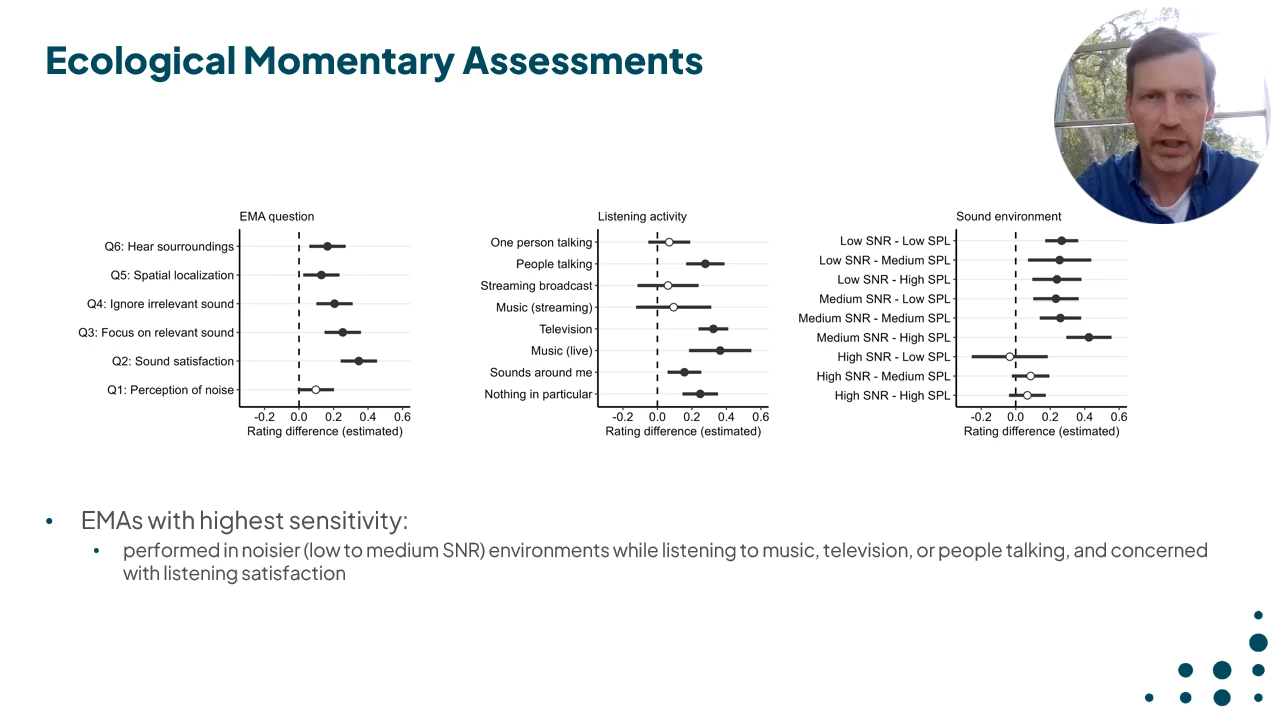 Ecological Momentary Assessments
EMA question
Q6: Hear sourroundings
Q5: Spatial localization
Q4: Ignore irrelevant sound
Q3: Focus on relevant sound
Q2: Sound satisfaction
Q1: Perception of noise
-0.2 0.0 0.2 0.4 0.6
Rating difference (estimated)
Listening activity
One person talking
People talking
Streaming broadcast
Music (streaming)
Television
Music (live)
Sounds around me
Nothing in particular
-0.2 0.0 0.2 0.4 0.6
Rating difference (estimated)
Sound environment
Low SNR - Low SPL
Low SNR - Medium SPL
Low SNR - High SPL
Medium SNR - Low SPL
Medium SNR - Medium SPL
Medium SNR - High SPL
High SNR - Low SPL
High SNR - Medium SPL
High SNR - High SPL
-0.2 0.0 0.2 0.4 0.6
Rating difference (estimated)
• EMAs with highest sensitivity:
• performed in noisier (low to medium SNR) environments while listening to music, television, or people talking, and concerned
with listening satisfaction